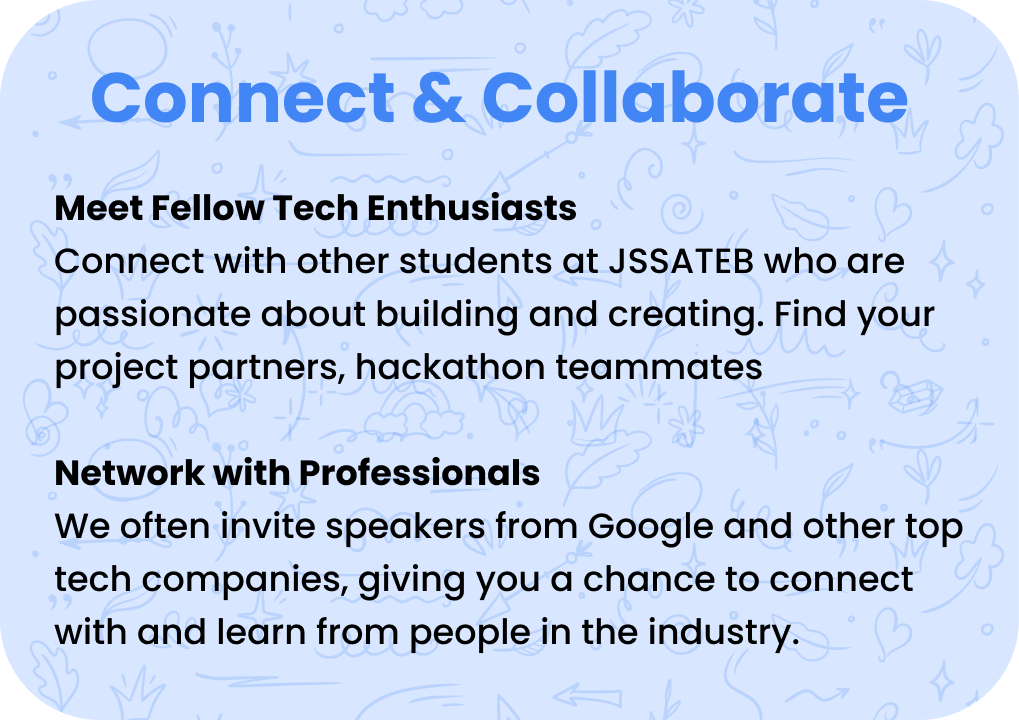 Connect & Collaborate
Meet Fellow Tech Enthusiasts
Connect with other students at JSSATEB who are
passionate about building and creating. Find your
project partners, hackathon teammates
Network with Professionals
We often invite speakers from Google and other top
tech companies, giving you a chance to connect
with and learn from people in the industry.